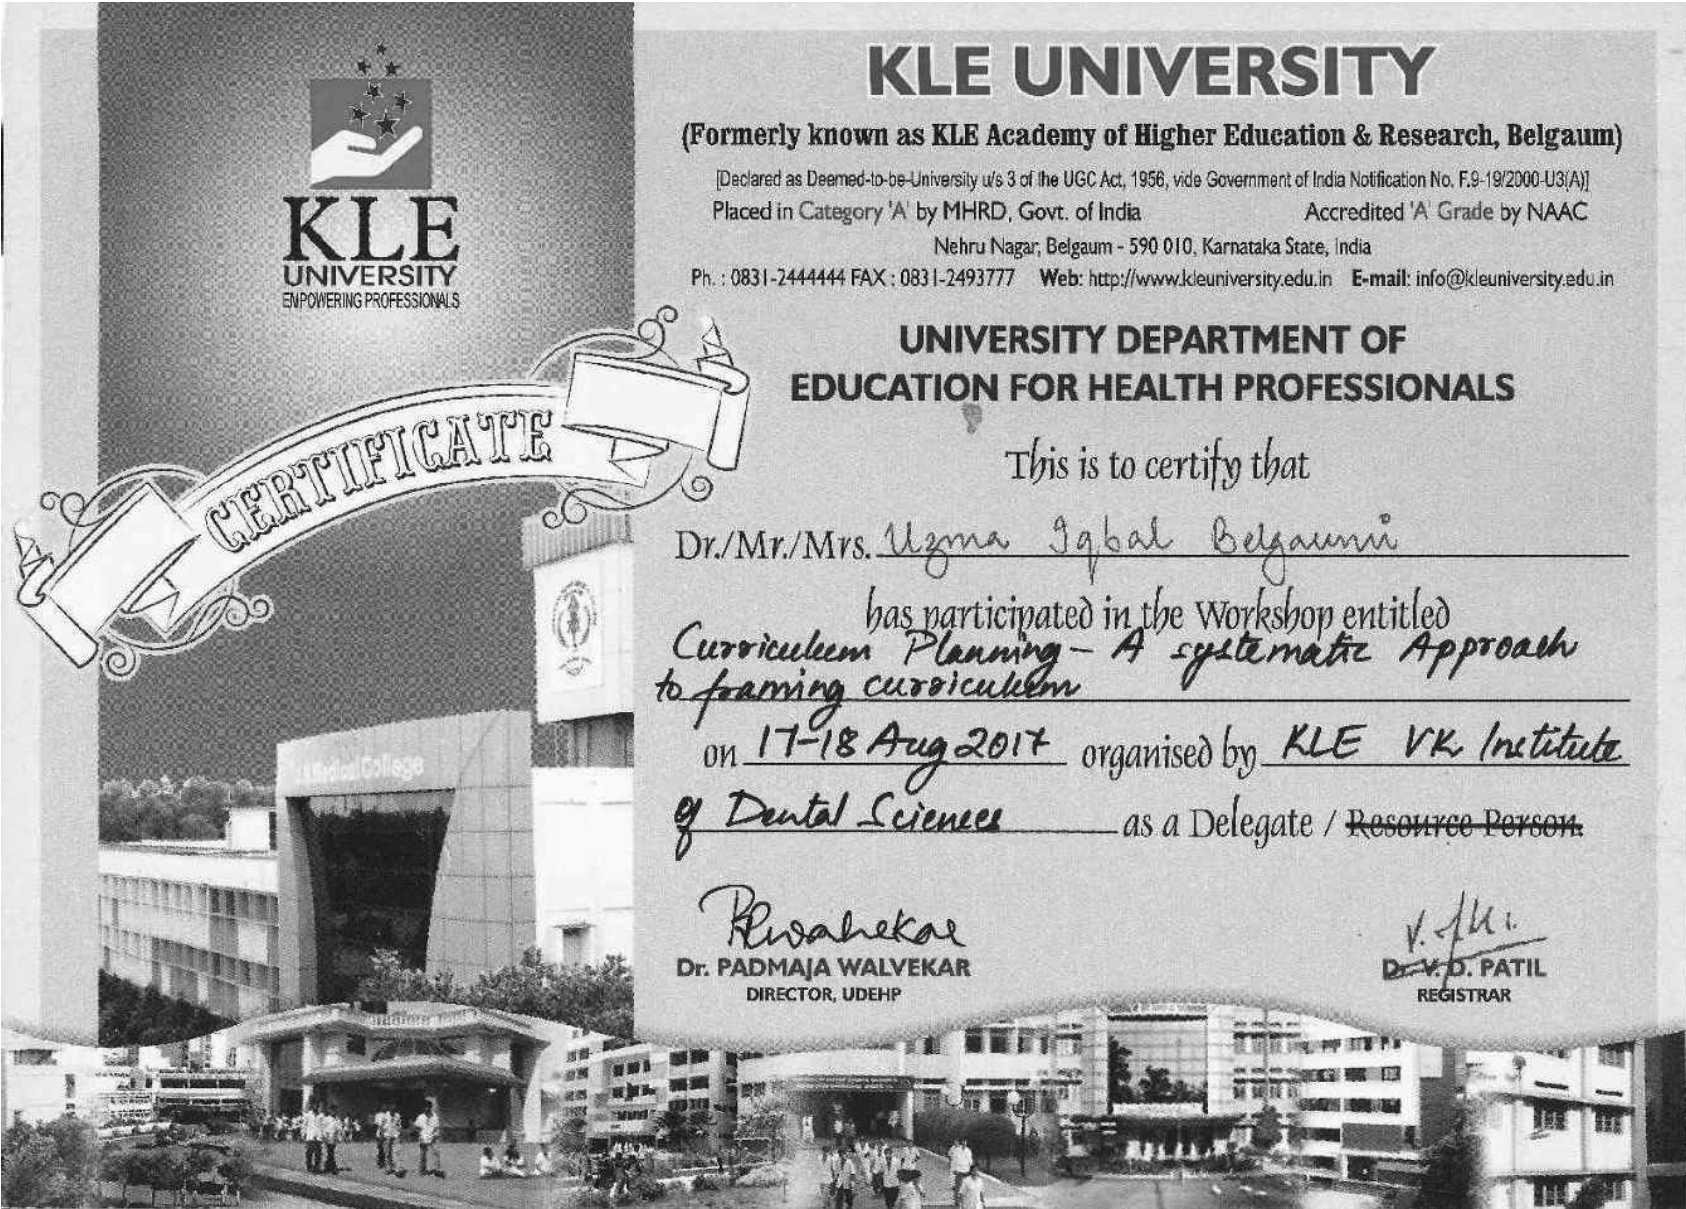 KLE
UNIVERSITY
EMPOWERING PROFESSIONALS
CERTIFICATE
KLE UNIVERSITY
(Formerly known as KLE Academy of Higher Education & Research, Belgaum)
[Declared as Deemed-to-be-University u/s 3 of the UGC Act, 1956, vide Government of India Notification No. F.9-19/2000-U3(A)]
Placed in Category 'A' by MHRD, Govt. of India Accredited 'A' Grade by NAAC
Nehru Nagar, Belgaum - 590 010, Karnataka State, India
Ph. : 0831-2444444 FAX : 0831-2493777 Web: http://www.kleuniversity.edu.in E-mail: info@kleuniversity.edu.in
UNIVERSITY DEPARTMENT OF
EDUCATION FOR HEALTH PROFESSIONALS
This is to certify that
Dr./Mr./Mrs. Uzma Iqbal Belgaumi
has participated in the Workshop entitled
Curriculum Planning - A systematic Approach
to framing curriculum
on 17-18 Aug 2017 organised by KLE VK Institute
of Dental Sciences as a Delegate / Resource Person.
Dr. PADMAJA WALVEKAR
DIRECTOR, UDEHP
Dr. V. D. PATIL
REGISTRAR
Medical College